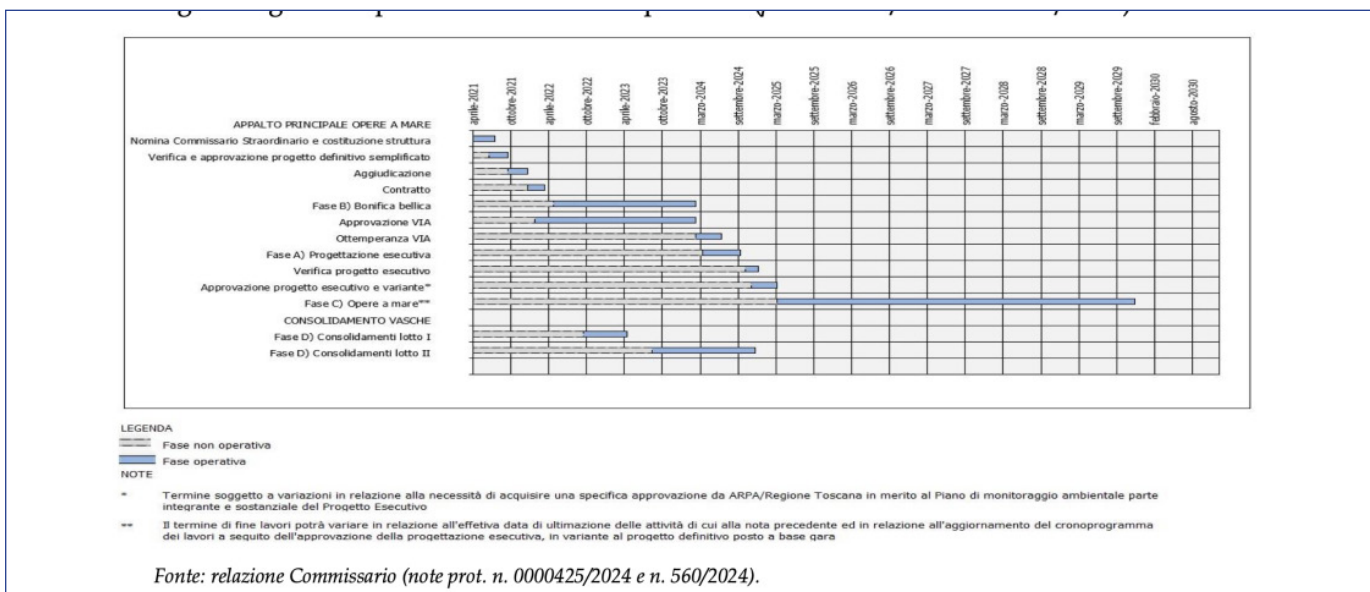 aprile-2021
ottobre-2021
aprile-2022
ottobre-2022
aprile-2023
ottobre-2023
marzo-2024
settembre-2024
marzo-2025
settembre-2025
marzo-2026
settembre-2026
marzo-2027
settembre-2027
marzo-2028
settembre-2028
marzo-2029
settembre-2029
febbraio-2030
agosto-2030
APPALTO PRINCIPALE OPERE A MARE
Nomina Commissario Straordinario e costituzione struttura
Verifica e approvazione progetto definitivo semplificato
Aggiudicazione
Contratto
Fase B) Bonifica bellica
Approvazione VIA
Ottemperanza VIA
Fase A) Progettazione esecutiva
Verifica progetto esecutivo
Approvazione progetto esecutivo e variante*
Fase C) Opere a mare**
CONSOLIDAMENTO VASCHE
Fase D) Consolidamenti lotto I
Fase D) Consolidamenti lotto II
LEGENDA
Fase non operativa
Fase operativa
NOTE
* Termine soggetto a variazioni in relazione alla necessità di acquisire una specifica approvazione da ARPA/Regione Toscana in merito al Piano di monitoraggio ambientale parte
integrante e sostanziale del Progetto Esecutivo
** Il termine di fine lavori potrà variare in relazione all'effetiva data di ultimazione delle attività di cui alla nota precedente ed in relazione all'aggiornamento del cronoprogramma
dei lavori a seguito dell'approvazione della progettazione esecutiva, in variante al progetto definitivo posto a base gara
Fonte: relazione Commissario (note prot. n. 0000425/2024 e n. 560/2024).